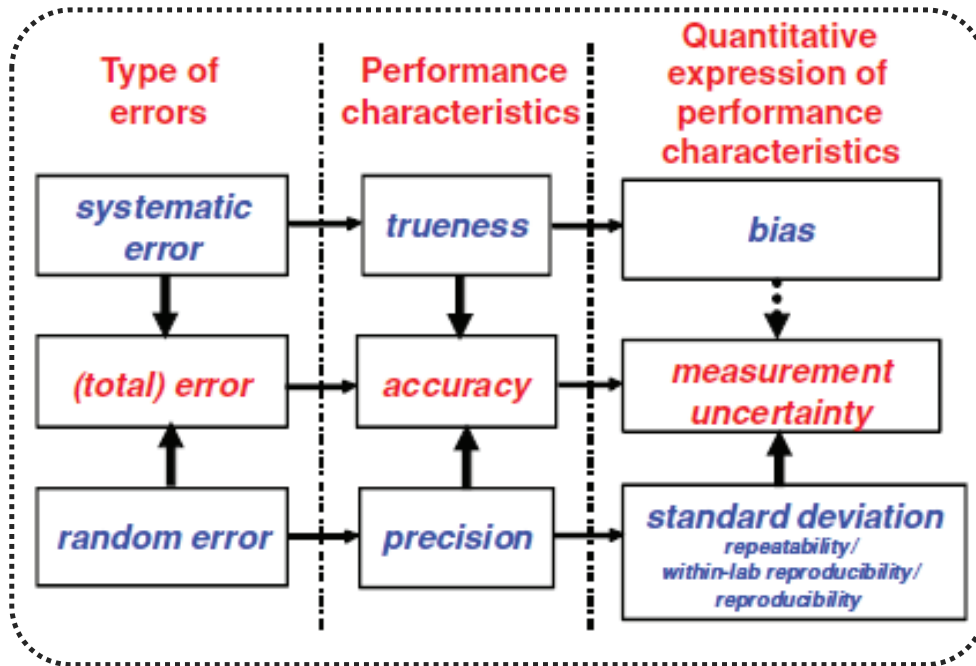 Type of
errors
Performance
characteristics
Quantitative
expression of
performance
characteristics
systematic
error
trueness
bias
(total) error
accuracy
measurement
uncertainty
random error
precision
standard deviation
repeatability/
within-lab reproducibility/
reproducibility